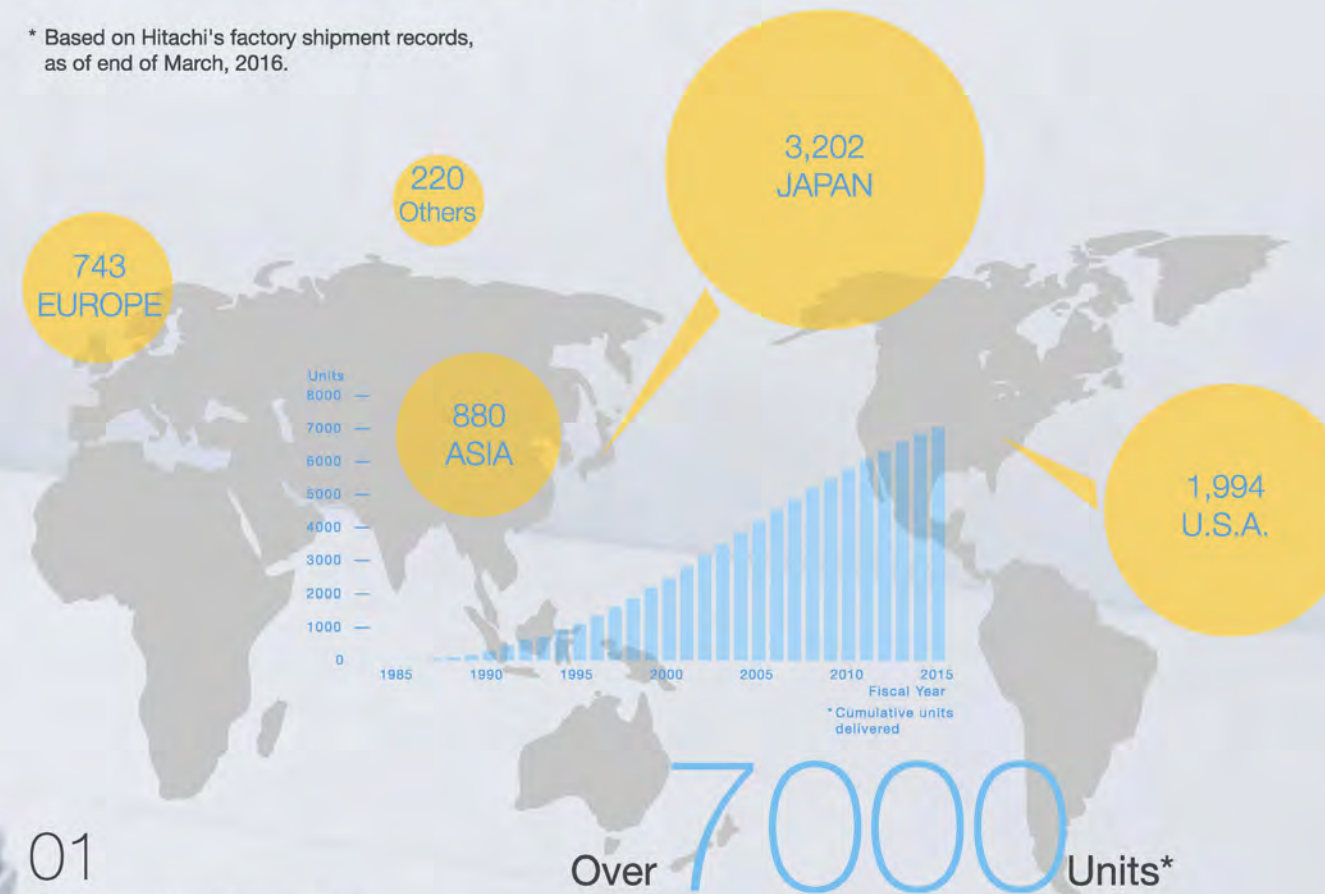 * Based on Hitachi's factory shipment records,
as of end of March, 2016.
3,202
JAPAN
220
Others
743
EUROPE
880
ASIA
1,994
U.S.A.
Units
8000
7000
6000
5000
4000
3000
2000
1000
0
1985 1990 1995 2000 2005 2010 2015
Fiscal Year
*Cumulative units
delivered
01
Over 7000 Units*